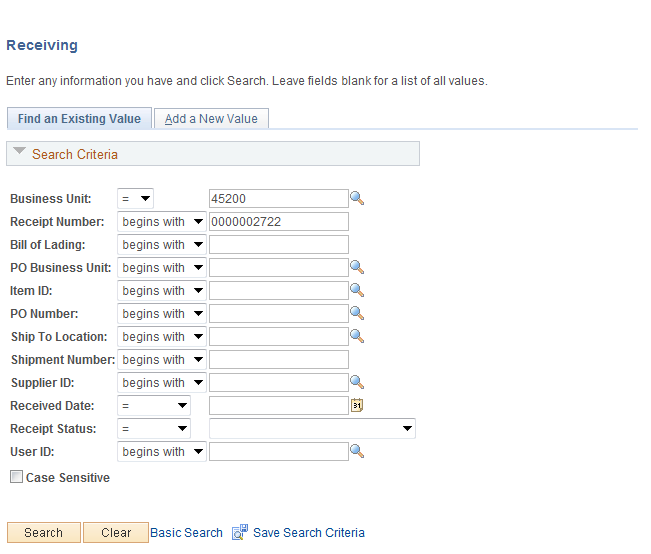 Receiving
Enter any information you have and click Search. Leave fields blank for a list of all values.
Find an Existing Value Add a New Value
Search Criteria
Business Unit: = 45200
Receipt Number: begins with 0000002722
Bill of Lading: begins with
PO Business Unit: begins with
Item ID: begins with
PO Number: begins with
Ship To Location: begins with
Shipment Number: begins with
Supplier ID: begins with
Received Date: = 31
Receipt Status: =
User ID: begins with
Case Sensitive
Search Clear Basic Search Save Search Criteria